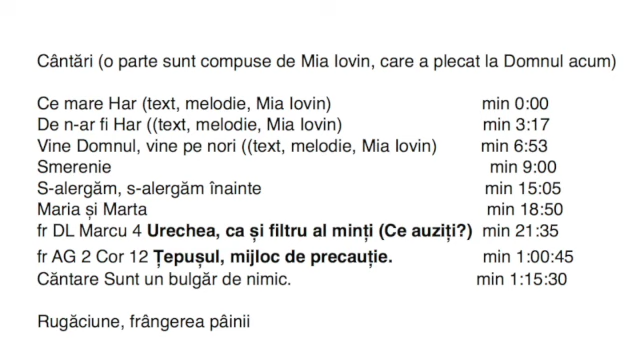 Cântări (o parte sunt compuse de Mia Iovin, care a plecat la Domnul acum)
Ce mare Har (text, melodie, Mia Iovin) min 0:00
De n-ar fi Har ((text, melodie, Mia Iovin) min 3:17
Vine Domnul, vine pe nori ((text, melodie, Mia Iovin) min 6:53
Smerenie min 9:00
S-alergăm, s-alergăm înainte min 15:05
Maria și Marta min 18:50
fr DL Marcu 4 Urechea, ca și filtru al minți (Ce auziți?) min 21:35
fr AG 2 Cor 12 Țepușul, mijloc de precauție. min 1:00:45
Căntare Sunt un bulgăr de nimic. min 1:15:30
Rugăciune, frângerea pâinii